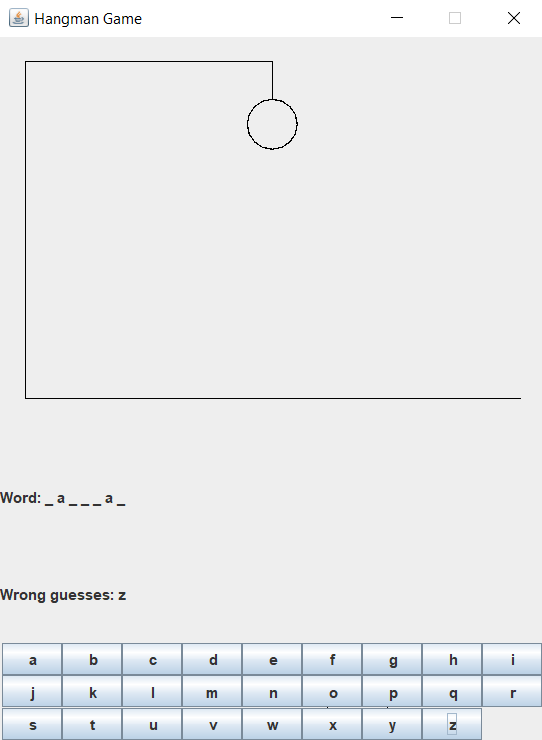 Hangman Game
Word: _ a _ _ _ a _
Wrong guesses: z
a b c d e f g h i
j k l m n o p q r
s t u v w x y z